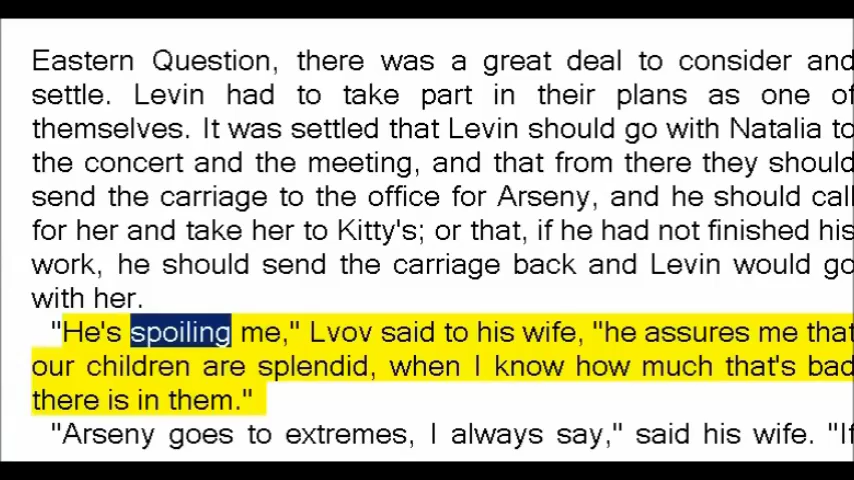 Eastern Question, there was a great deal to consider and
settle. Levin had to take part in their plans as one of
themselves. It was settled that Levin should go with Natalia to
the concert and the meeting, and that from there they should
send the carriage to the office for Arseny, and he should call
for her and take her to Kitty's; or that, if he had not finished his
work, he should send the carriage back and Levin would go
with her.
"He's spoiling me," Lvov said to his wife, "he assures me that
our children are splendid, when I know how much that's bad
there is in them."
"Arseny goes to extremes, I always say," said his wife. "If